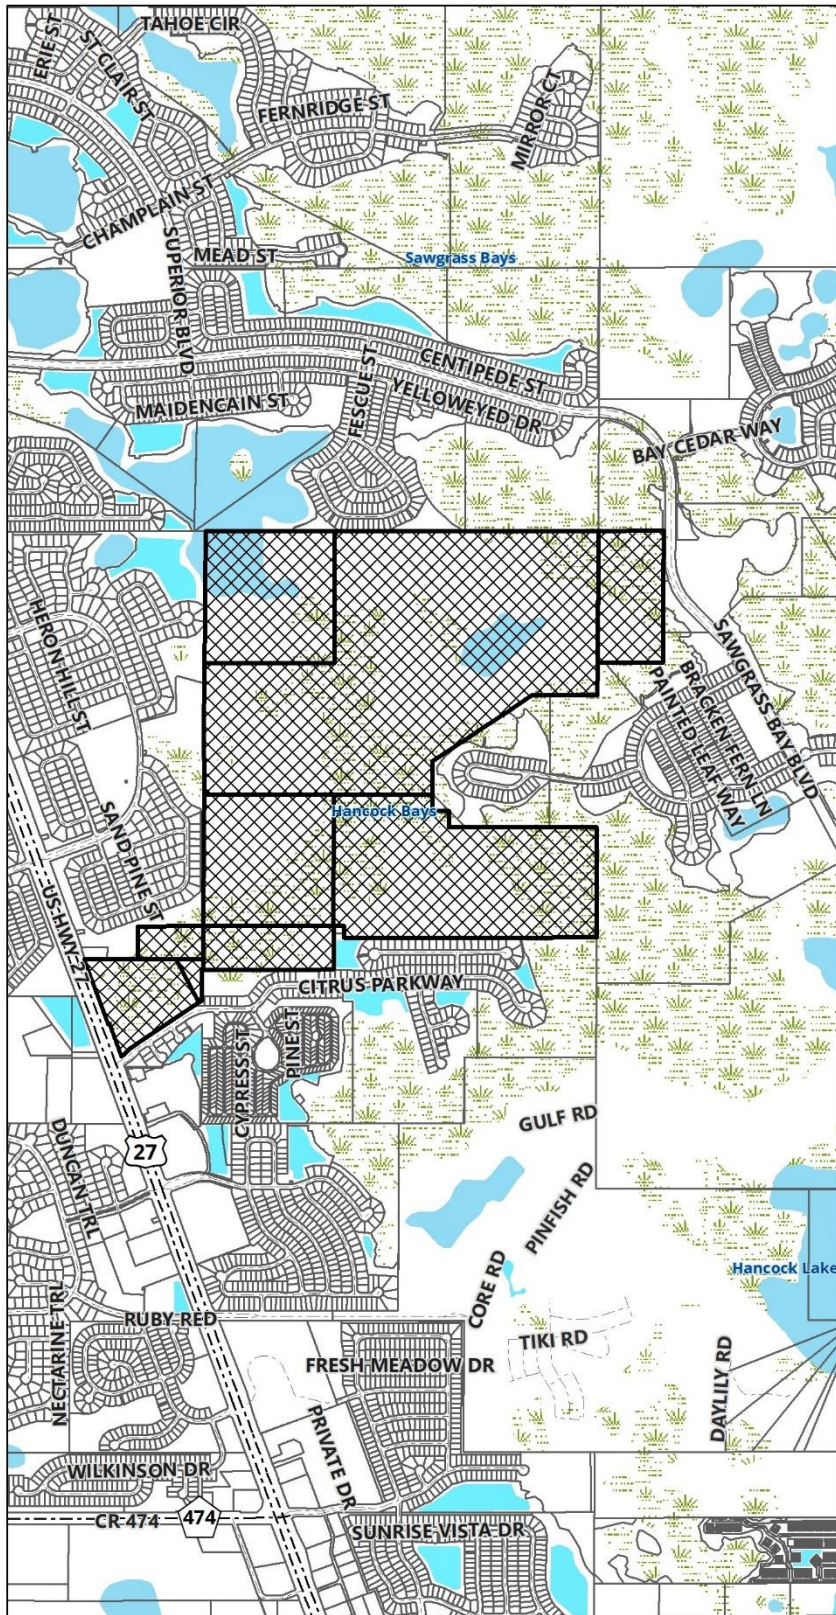 TAHOE CIR
ERIE ST
ST CLAIR ST
FERNRIDGE ST
MIRROR CT
CHAMPLAIN ST
SUPERIOR BLVD
MEAD ST
Sawgrass Bays
CENTIPEDE ST
FESCUE ST
YELLOWEYED DR
MAIDENCAIN ST
BAY CEDAR WAY
HERON HILL ST
SAWGRASS BAY BLVD
BRACKEN FERN LN
PAINTED LEAF WAY
Hancock Bays
SAND PINE ST
US HWY 27
CITRUS PARKWAY
PINE ST
CYPRESS ST
GULF RD
27
DUNCAN TRL
PINFISH RD
CORE RD
Hancock Lake
RUBY RED
TIKI RD
NECTARINE TRL
FRESH MEADOW DR
DAYLILY RD
PRIVATE DR
WILKINSON DR
CR 474
474
SUNRISE VISTA DR